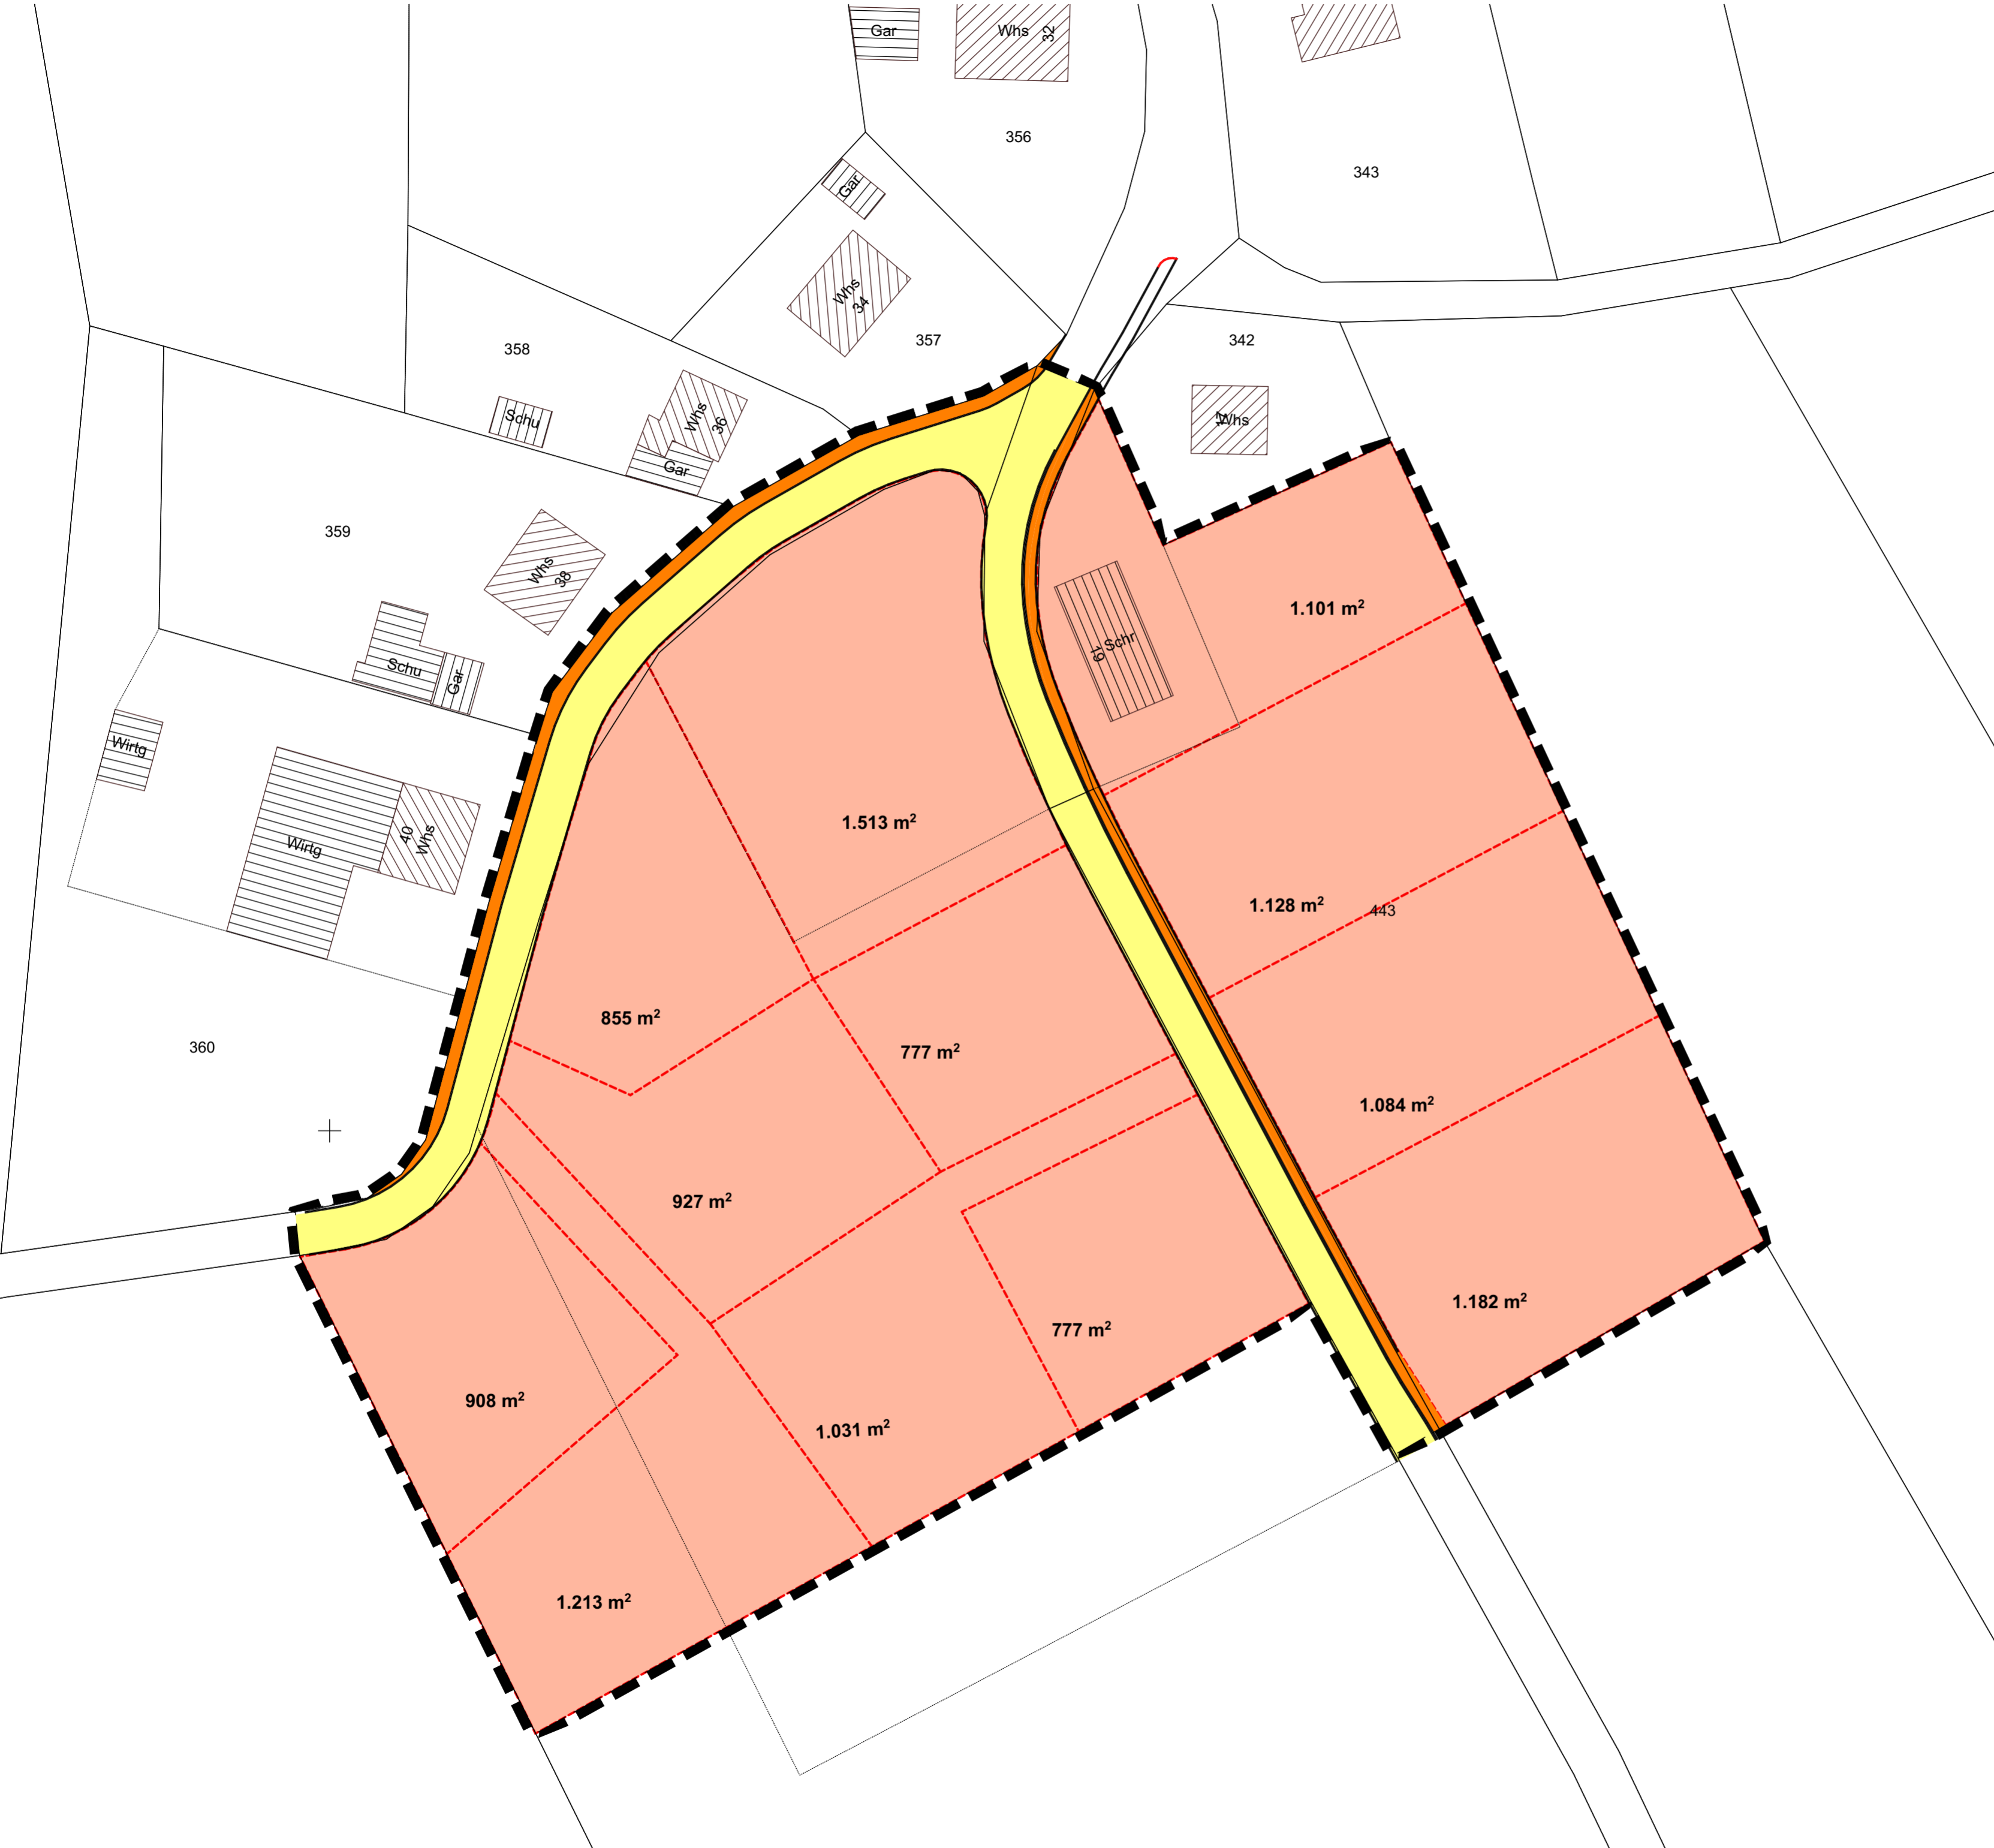 Gar
Whs
32
356
343
Gar
Whs
34
357
342
358
Schu
Whs
36
Gar
Whs
359
Whs
38
Schu
Gar
Schr
19
1.101 m²
Wirtg
Wirtg
40
Whs
1.513 m²
1.128 m²
443
855 m²
777 m²
360
1.084 m²
927 m²
1.182 m²
777 m²
908 m²
1.031 m²
1.213 m²